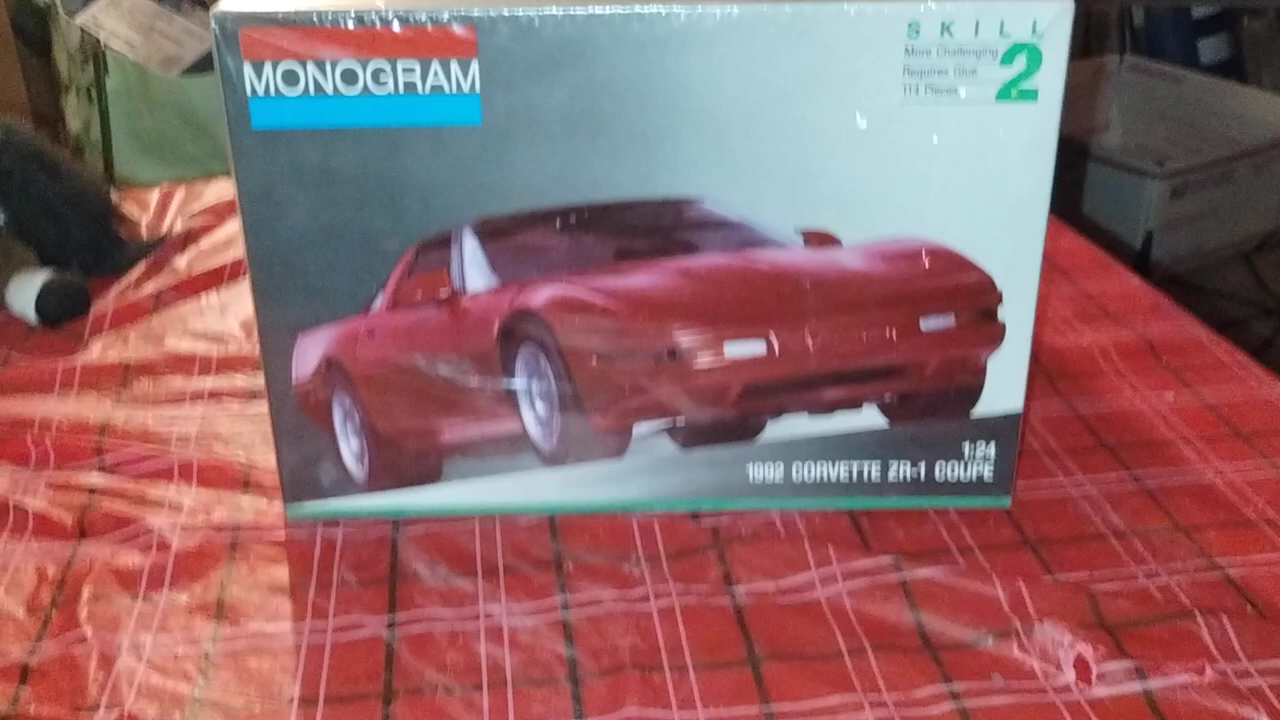 MONOGRAM
SKILL
More Challenging
2
Requires Glue
114 Pieces
1:24
1992 CORVETTE ZR-1 COUPE